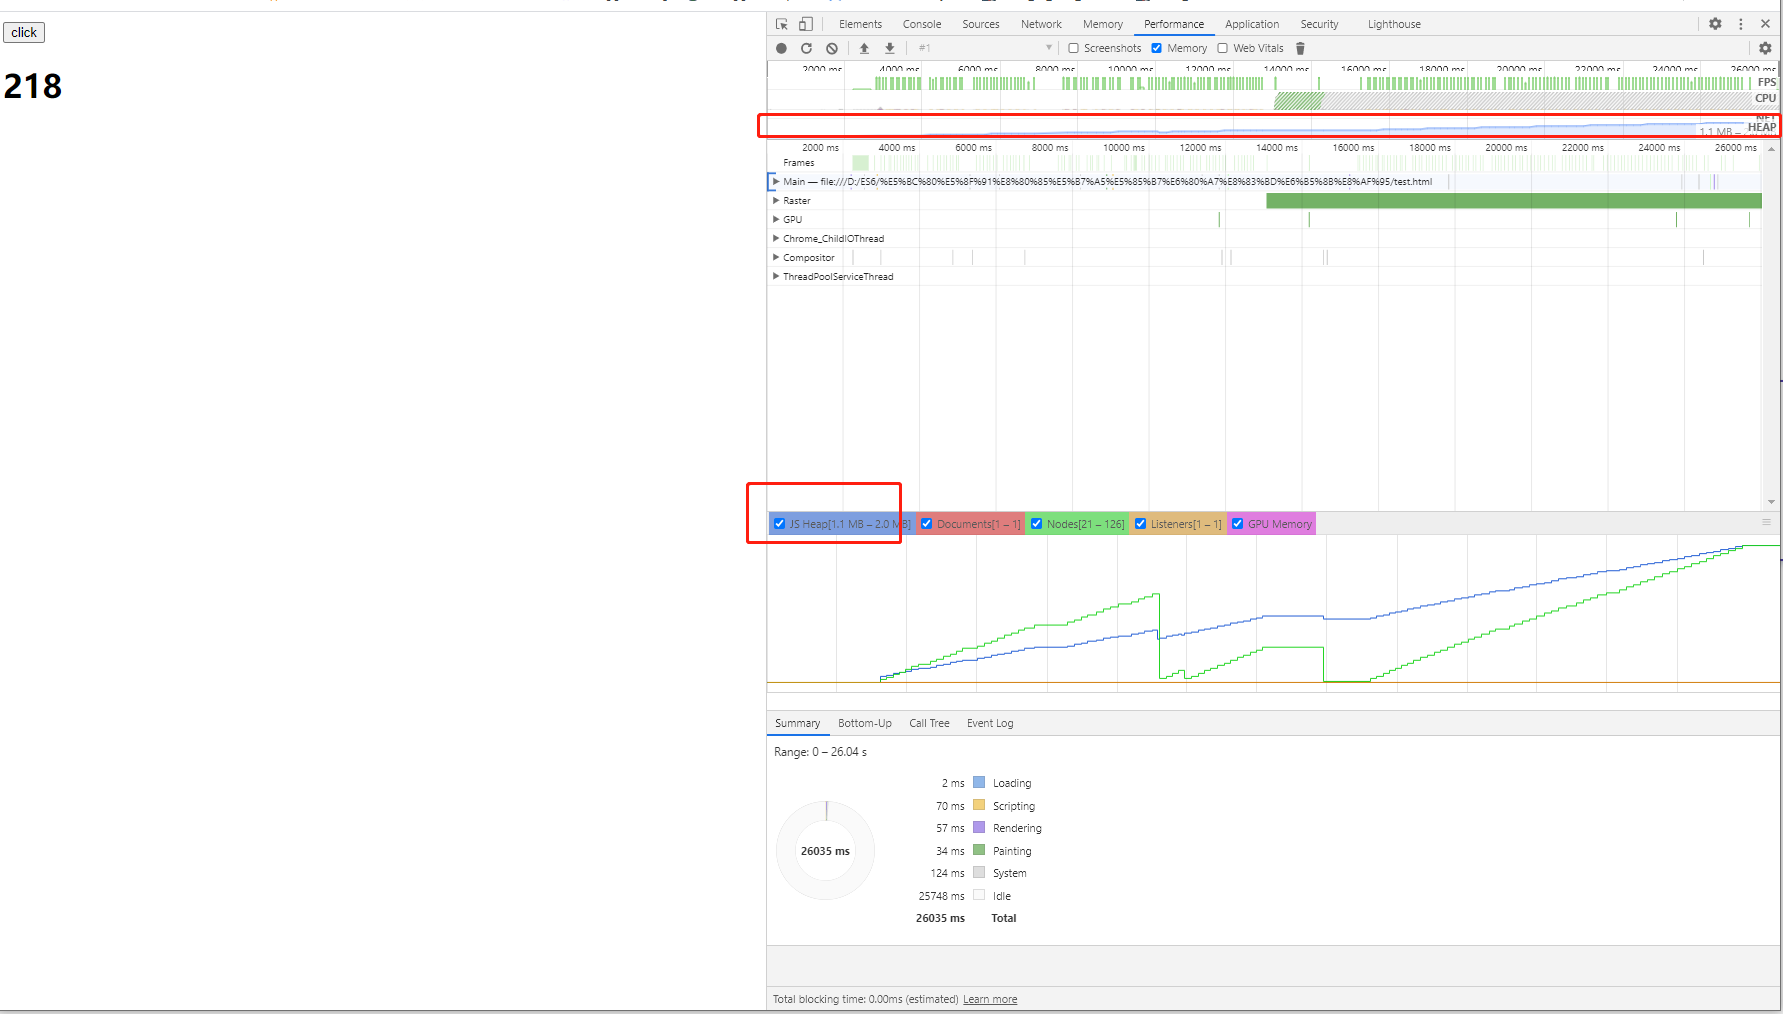 click
218
Elements Console Sources Network Memory Performance Application Security Lighthouse
#1 Screenshots Memory Web Vitals
2000 ms 4000 ms 6000 ms 8000 ms 10000 ms 12000 ms 14000 ms 16000 ms 18000 ms 20000 ms 22000 ms 24000 ms 26000 ms
FPS
CPU
NET
HEAP
1.1 MB –
2000 ms 4000 ms 6000 ms 8000 ms 10000 ms 12000 ms 14000 ms 16000 ms 18000 ms 20000 ms 22000 ms 24000 ms 26000 ms
Frames
Main — file:///D:/ES6/%E5%BC%80%E5%8F%91%E8%80%85%E5%B7%A5%E5%85%B7%E6%80%A7%E8%83%BD%E6%B5%8B%E8%AF%95/test.html
Raster
GPU
Chrome_ChildIOThread
Compositor
ThreadPoolServiceThread
JS Heap[1.1 MB – 2.0 MB] Documents[1 – 1] Nodes[21 – 126] Listeners[1 – 1] GPU Memory
Summary Bottom-Up Call Tree Event Log
Range: 0 – 26.04 s
2 ms Loading
70 ms Scripting
57 ms Rendering
34 ms Painting
124 ms System
25748 ms Idle
26035 ms Total
26035 ms
Total blocking time: 0.00ms (estimated) Learn more